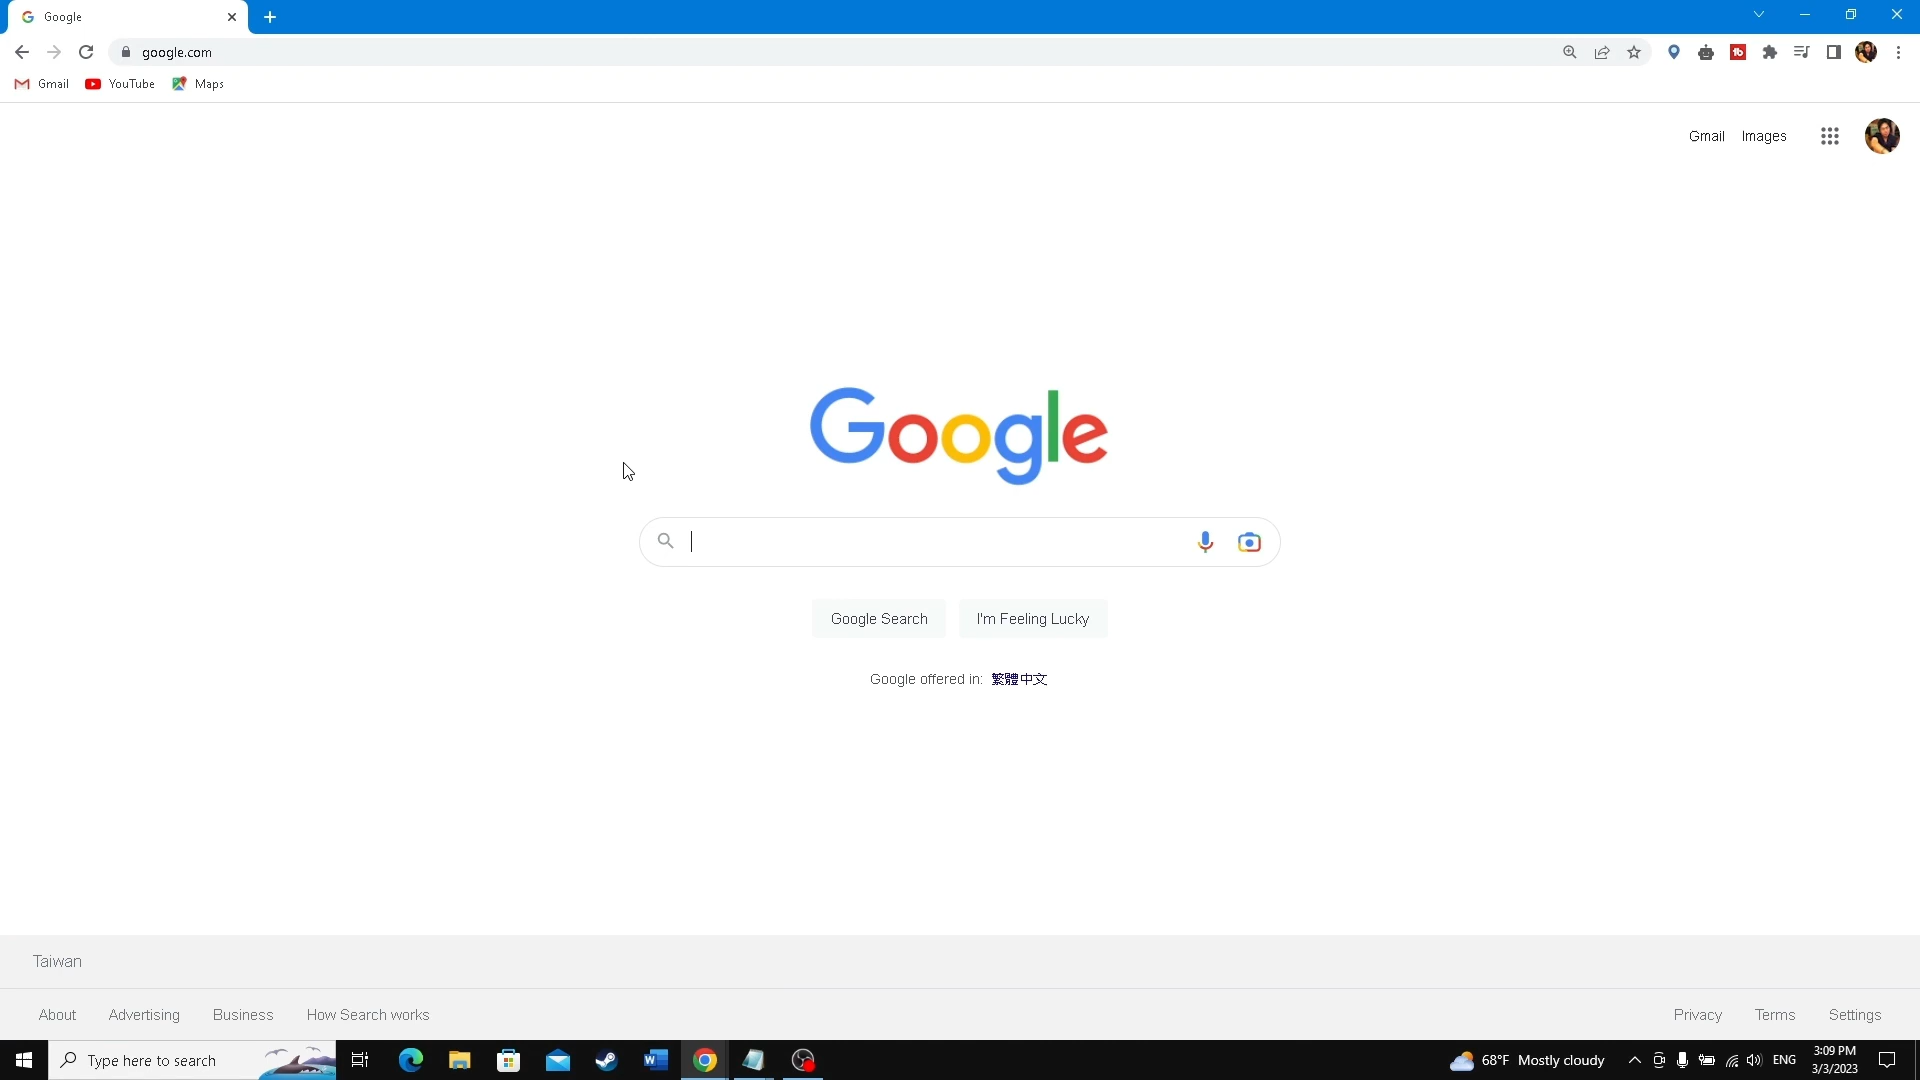 Google
google.com
Gmail YouTube Maps
Gmail Images
Google
Google Search I'm Feeling Lucky
Google offered in: 繁體中文
Taiwan
About Advertising Business How Search works Privacy Terms Settings
Type here to search
68°F Mostly cloudy
ENG
3:09 PM
3/3/2023